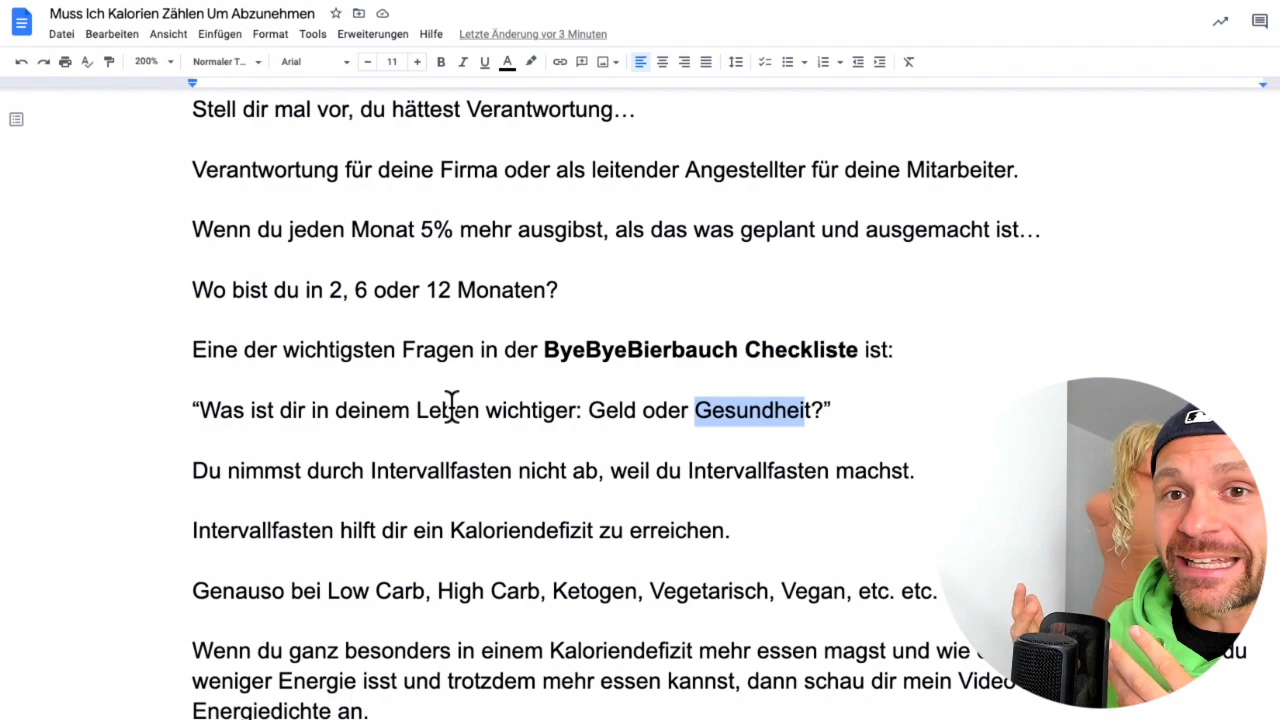 Muss Ich Kalorien Zählen Um Abzunehmen
Datei Bearbeiten Ansicht Einfügen Format Tools Erweiterungen Hilfe Letzte Änderung vor 3 Minuten
200% Normaler T... Arial 11
Stell dir mal vor, du hättest Verantwortung…
Verantwortung für deine Firma oder als leitender Angestellter für deine Mitarbeiter.
Wenn du jeden Monat 5% mehr ausgibst, als das was geplant und ausgemacht ist…
Wo bist du in 2, 6 oder 12 Monaten?
Eine der wichtigsten Fragen in der ByeByeBierbauch Checkliste ist:
“Was ist dir in deinem Leben wichtiger: Geld oder Gesundheit?”
Du nimmst durch Intervallfasten nicht ab, weil du Intervallfasten machst.
Intervallfasten hilft dir ein Kaloriendefizit zu erreichen.
Genauso bei Low Carb, High Carb, Ketogen, Vegetarisch, Vegan, etc. etc.
Wenn du ganz besonders in einem Kaloriendefizit mehr essen magst und wie du
weniger Energie isst und trotzdem mehr essen kannst, dann schau dir mein Video
Energiedichte an.